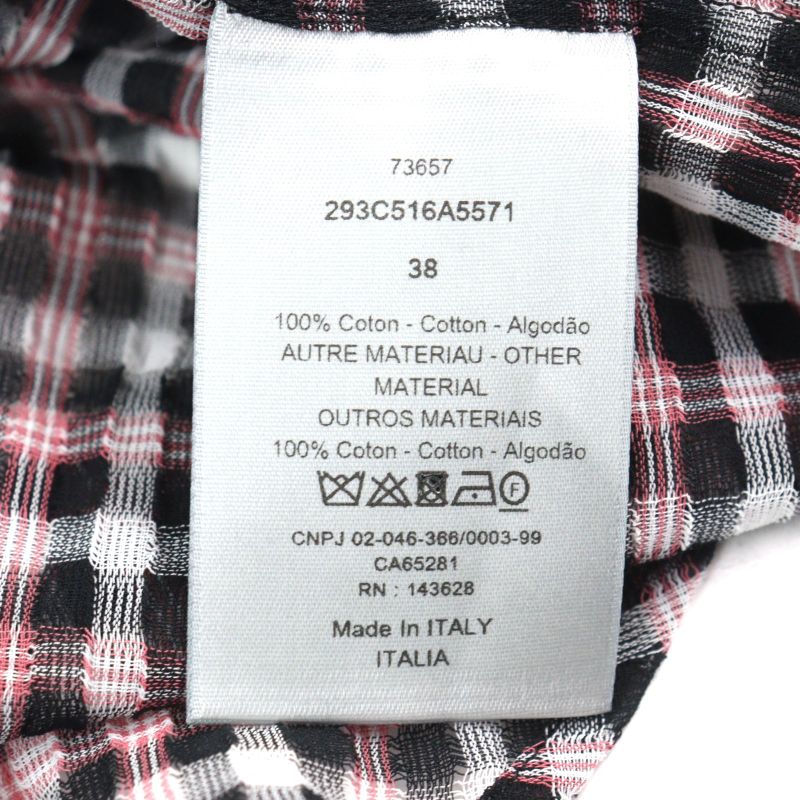 73657
293C516A5571
38
100% Coton - Cotton - Algodão
AUTRE MATERIAU - OTHER
MATERIAL
OUTROS MATERIAIS
100% Coton - Cotton - Algodão
F
CNPJ 02-046-366/0003-99
CA65281
RN : 143628
Made In ITALY
ITALIA